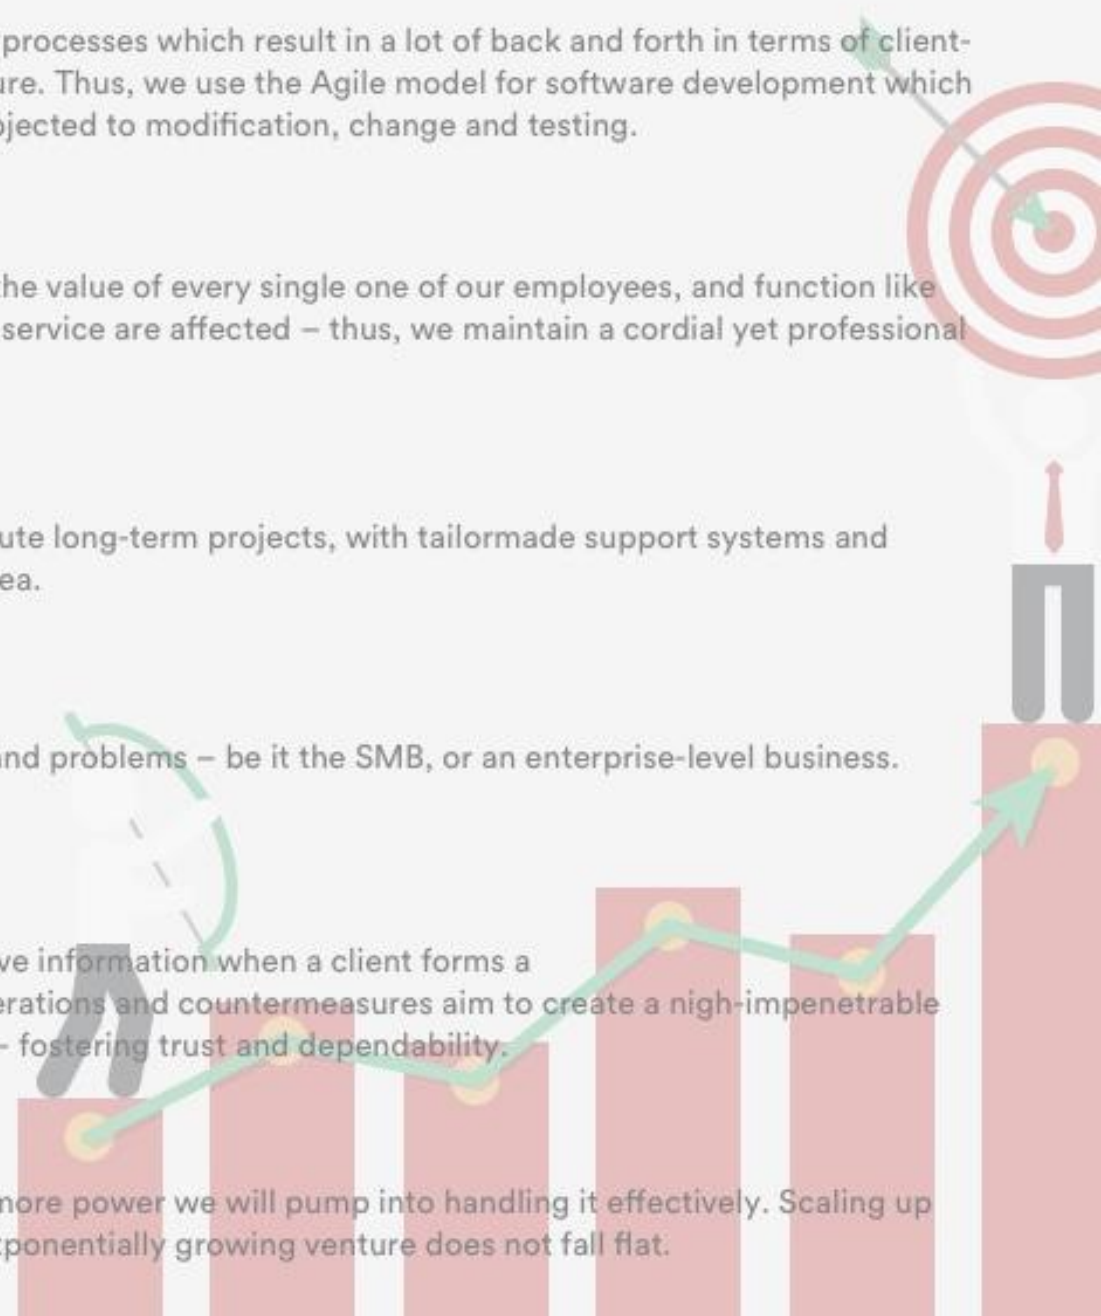 processes which result in a lot of back and forth in terms of client-
ure. Thus, we use the Agile model for software development which
jected to modification, change and testing.
the value of every single one of our employees, and function like
service are affected – thus, we maintain a cordial yet professional
ute long-term projects, with tailormade support systems and
ea.
and problems – be it the SMB, or an enterprise-level business.
ve information when a client forms a
erations and countermeasures aim to create a nigh-impenetrable
– fostering trust and dependability.
more power we will pump into handling it effectively. Scaling up
xponentially growing venture does not fall flat.